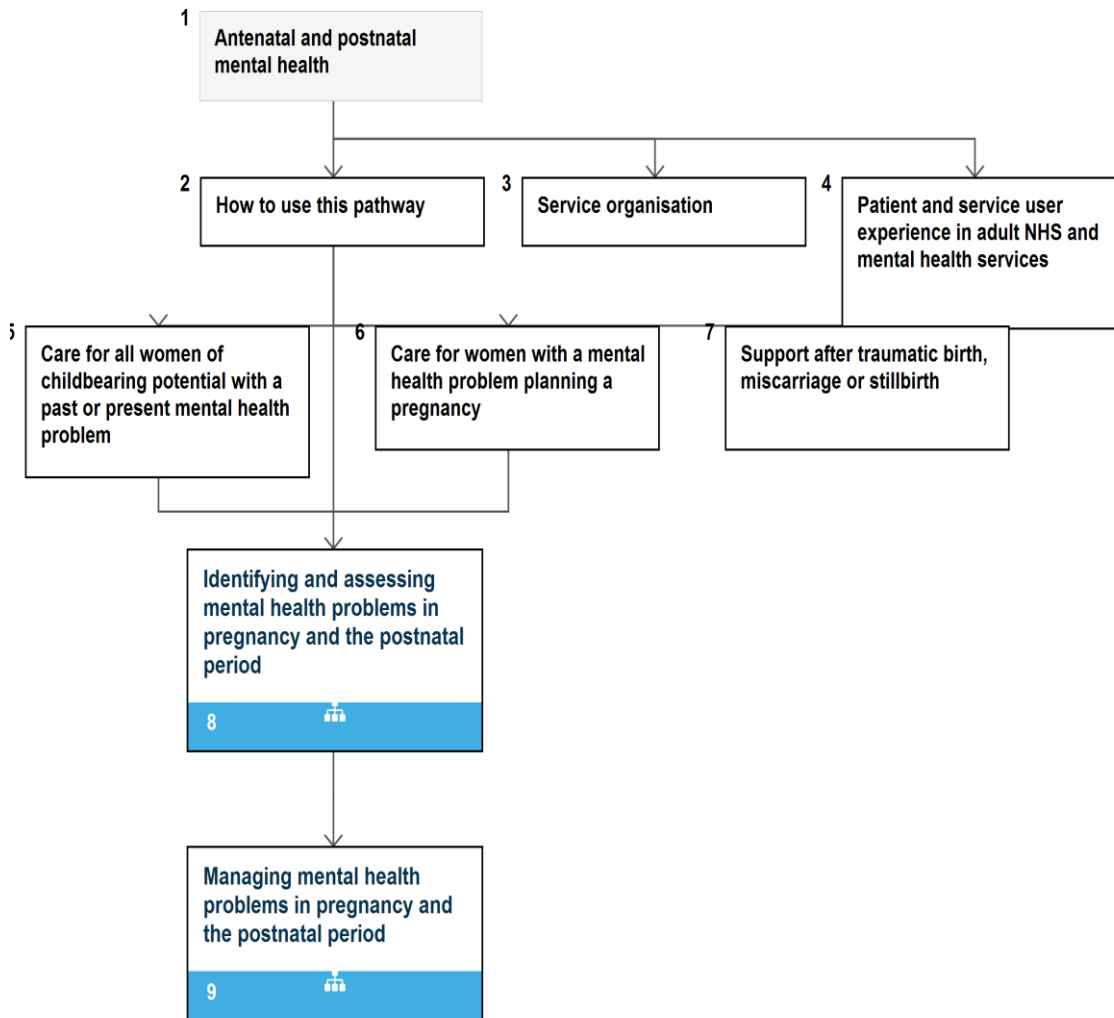 1
Antenatal and postnatal
mental health
2
How to use this pathway
3
Service organisation
4
Patient and service user
experience in adult NHS and
mental health services
5
Care for all women of
childbearing potential with a
past or present mental health
problem
6
Care for women with a mental
health problem planning a
pregnancy
7
Support after traumatic birth,
miscarriage or stillbirth
Identifying and assessing
mental health problems in
pregnancy and the postnatal
period
8
Managing mental health
problems in pregnancy and
the postnatal period
9